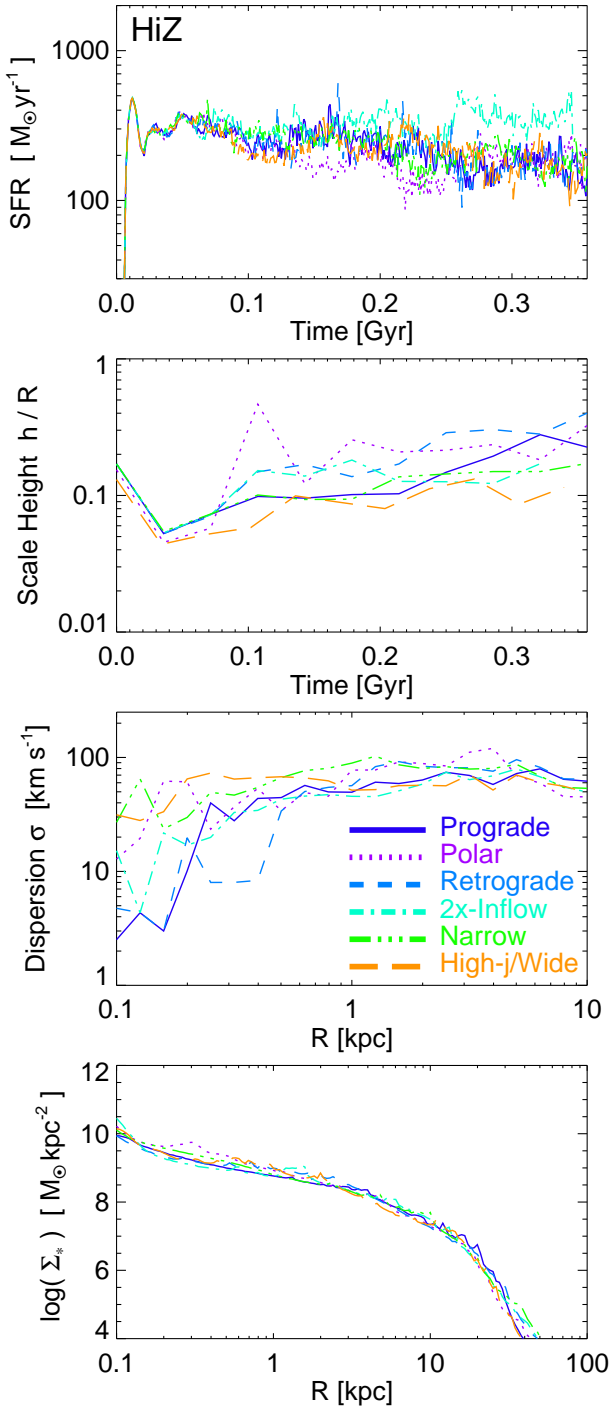 HiZ
SFR [ M☉yr⁻¹ ]
1000
100
0.0 0.1 0.2 0.3
Time [Gyr]
Scale Height h / R
1
0.1
0.01
0.0 0.1 0.2 0.3
Time [Gyr]
Dispersion σ [km s⁻¹]
100
10
1
Prograde
Polar
Retrograde
2x-Inflow
Narrow
High-j/Wide
0.1 1 10
R [kpc]
log( Σ* ) [ M☉ kpc⁻² ]
12
10
8
6
4
0.1 1 10 100
R [kpc]